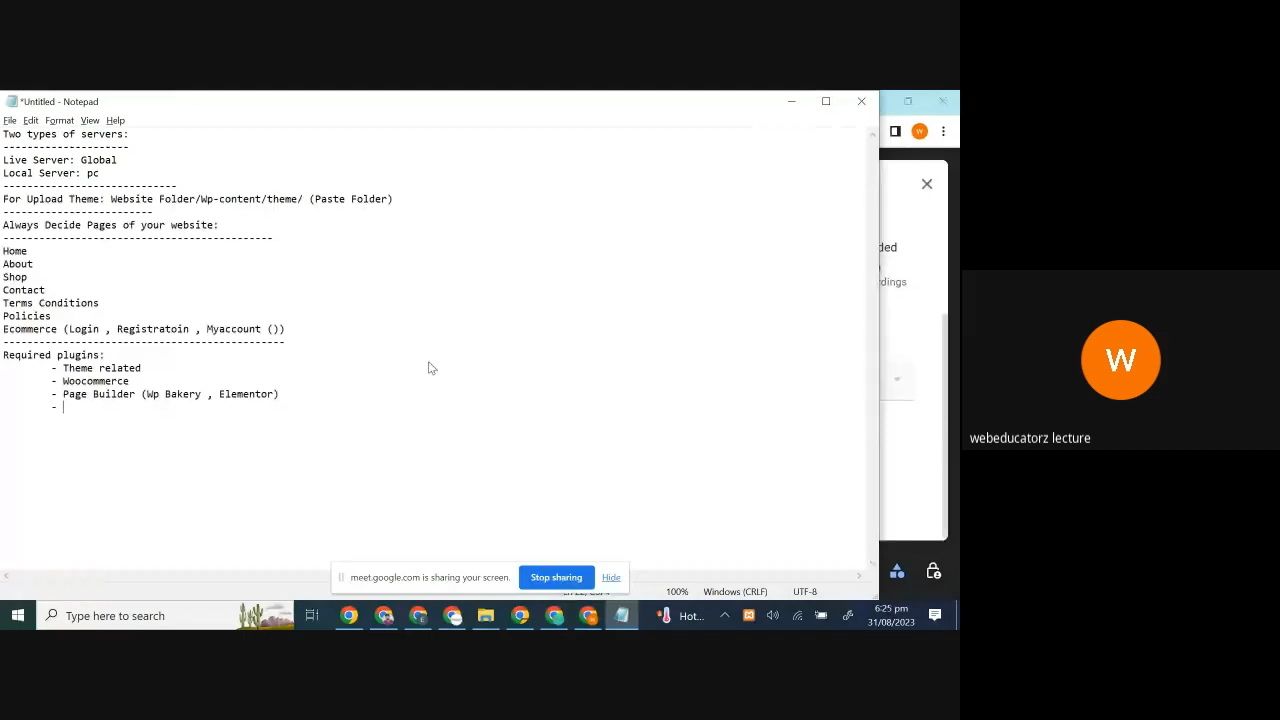 *Untitled - Notepad
File Edit Format View Help
Two types of servers:
---------------------
Live Server: Global
Local Server: pc
-----------------------------
For Upload Theme: Website Folder/Wp-content/theme/ (Paste Folder)
-------------------------
Always Decide Pages of your website:
---------------------------------------------
Home
About
Shop
Contact
Terms Conditions
Policies
Ecommerce (Login , Registratoin , Myaccount ())
-----------------------------------------------
Required plugins:
- Theme related
- Woocommerce
- Page Builder (Wp Bakery , Elementor)
-
W
ded
rdings
W
webeducatorz lecture
meet.google.com is sharing your screen. Stop sharing Hide
100% Windows (CRLF) UTF-8
Type here to search
Hot...
6:25 pm
31/08/2023